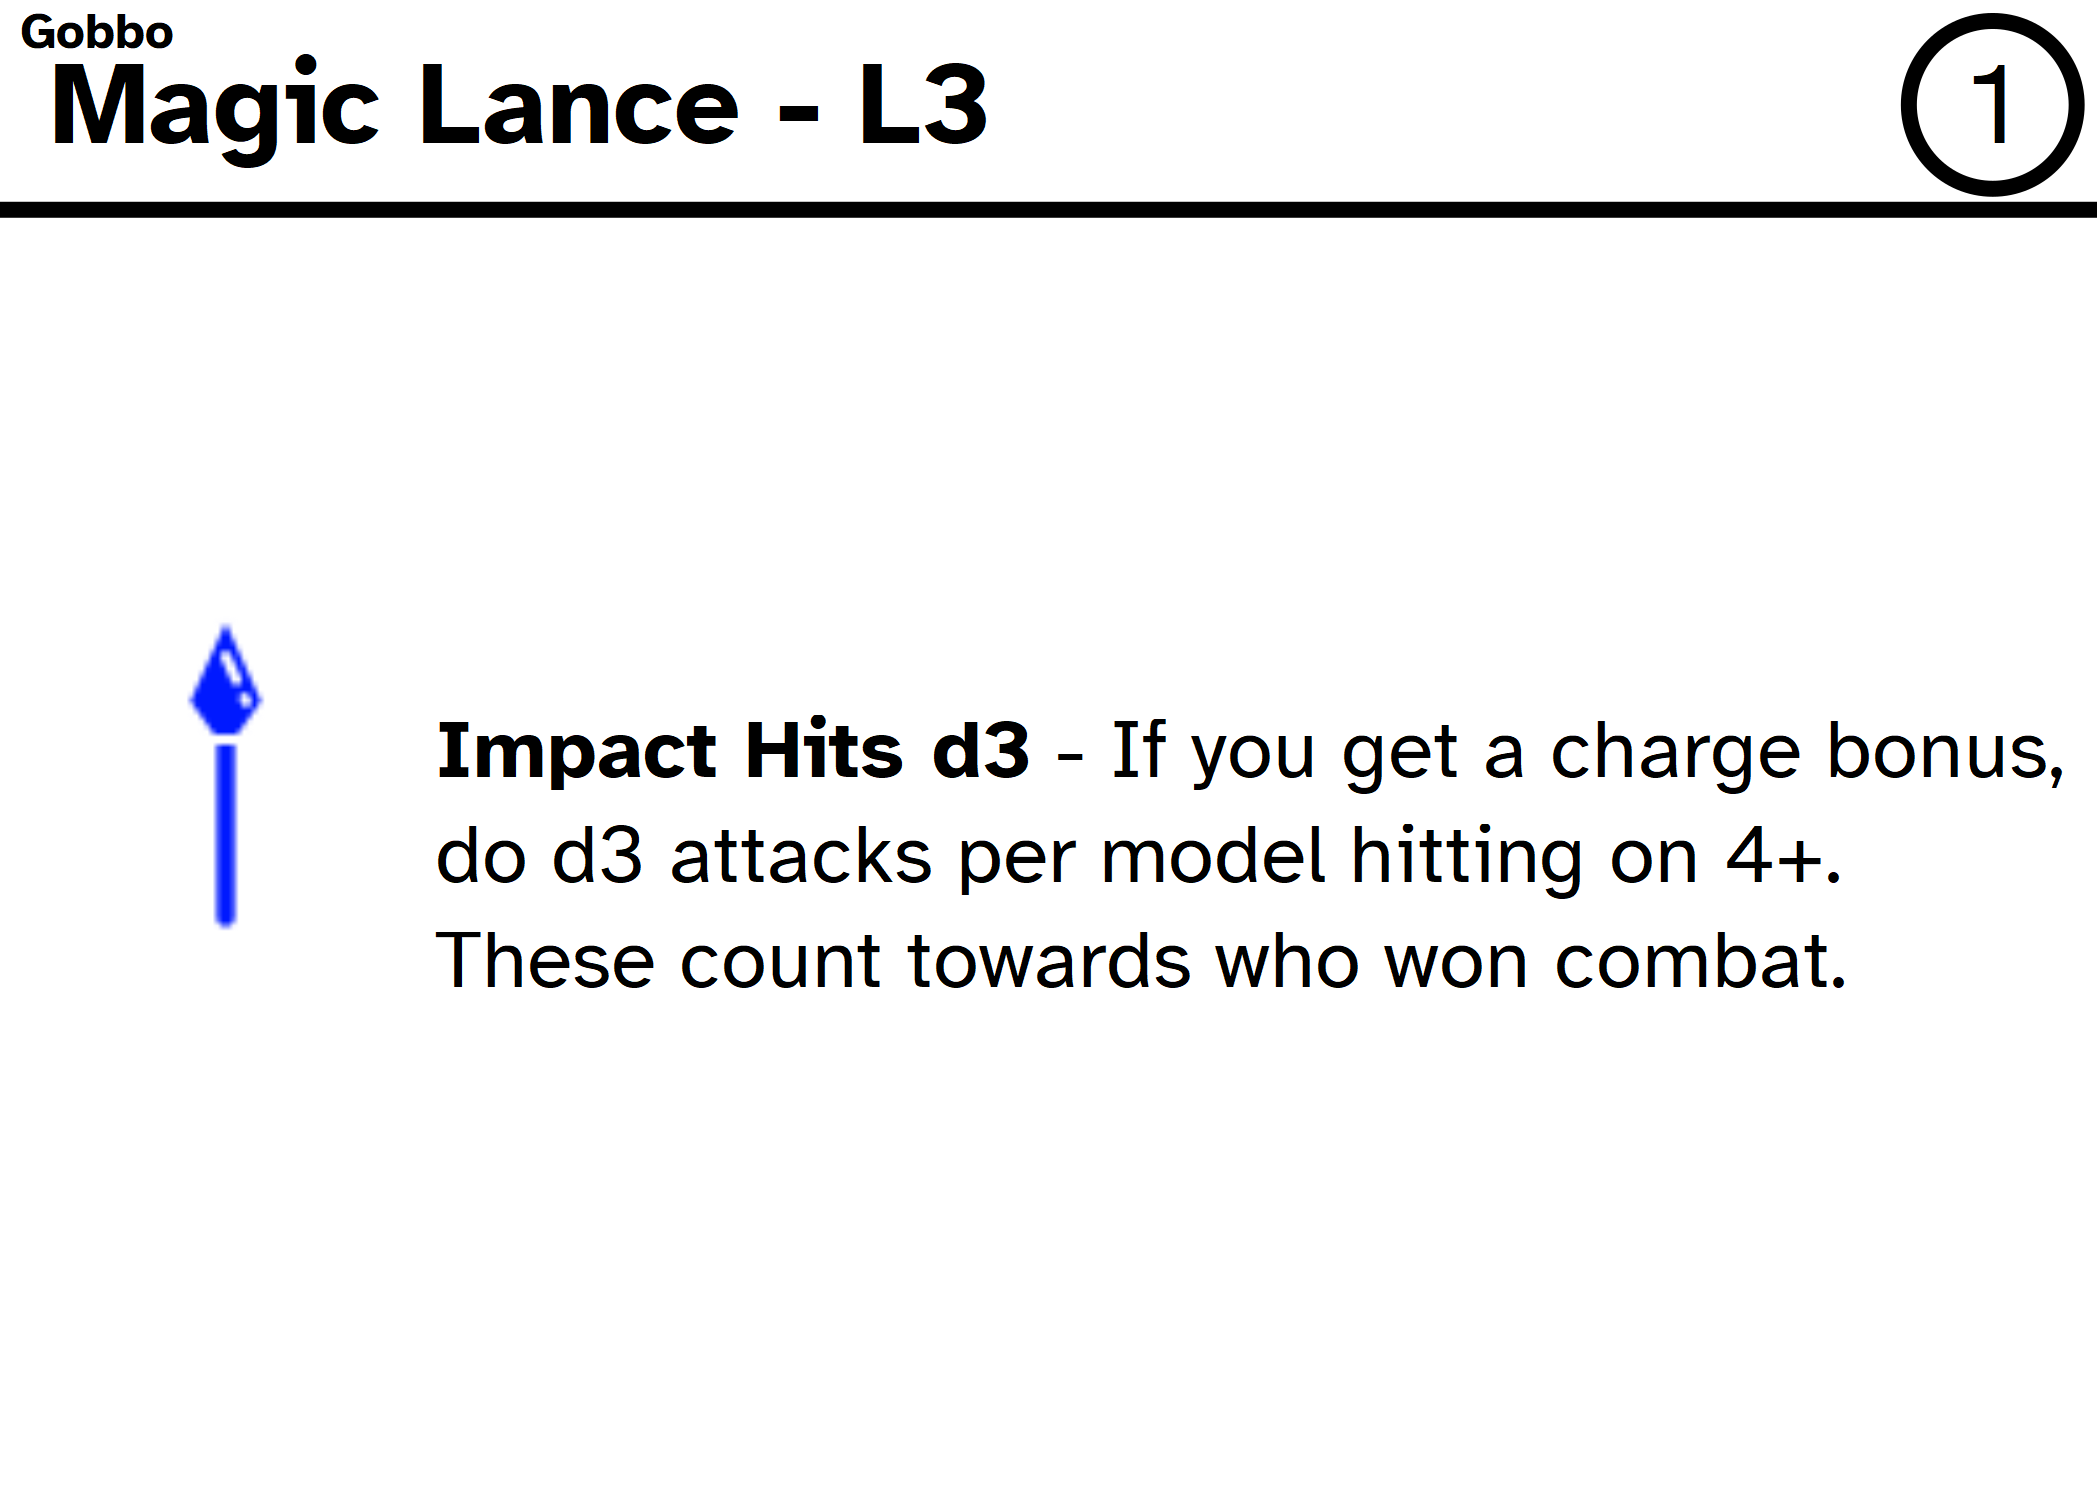 Gobbo
Magic Lance - L3
1
Impact Hits d3 - If you get a charge bonus,
do d3 attacks per model hitting on 4+.
These count towards who won combat.